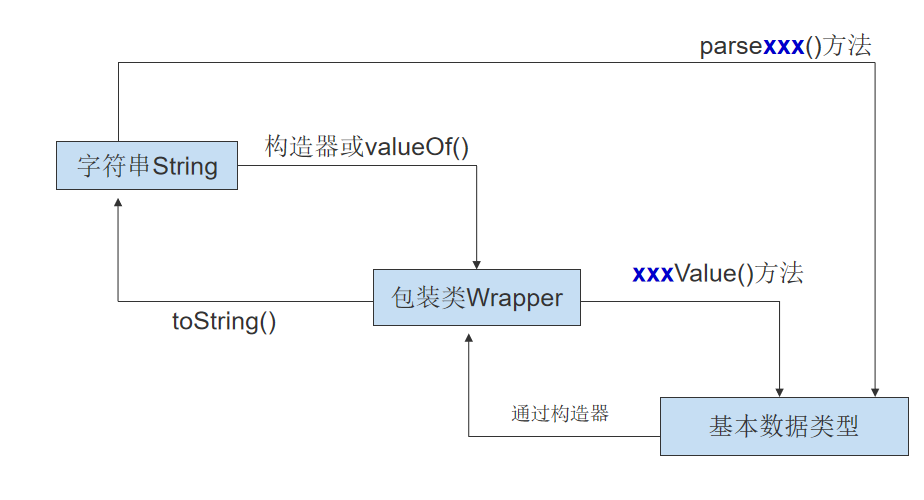 parsexxx()方法
构造器或valueOf()
字符串String
xxxValue()方法
包装类Wrapper
toString()
通过构造器
基本数据类型